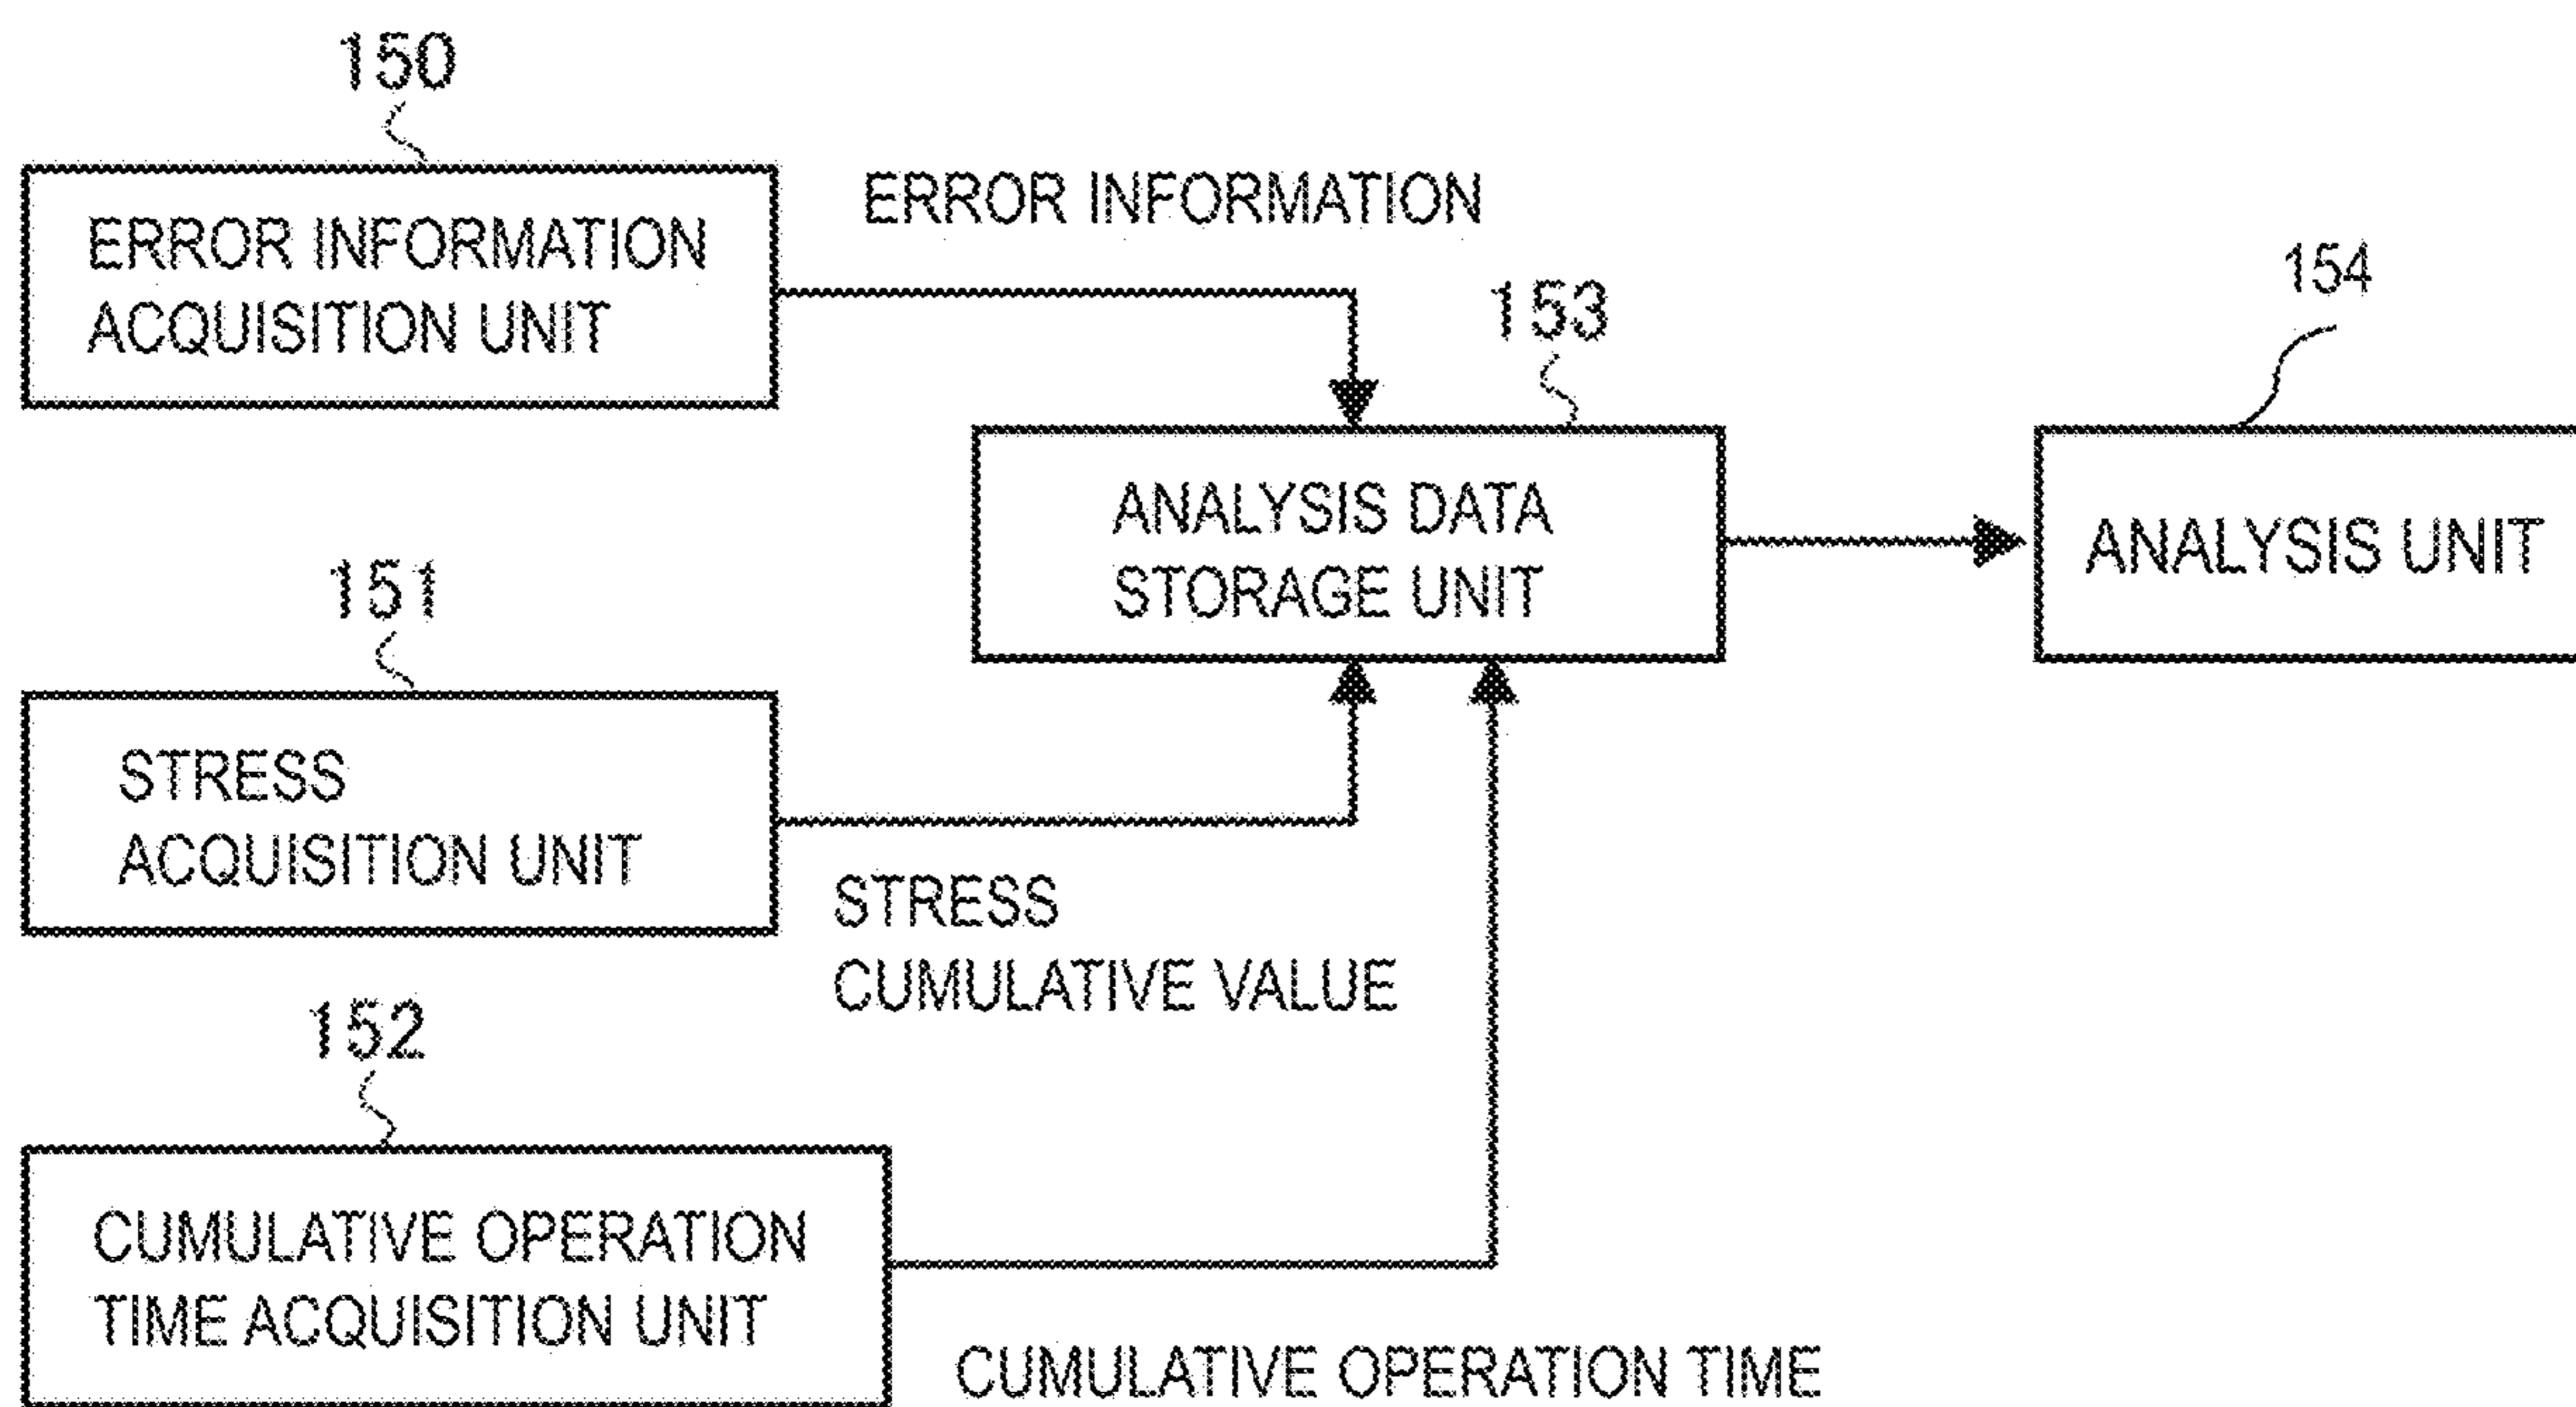 150
ERROR INFORMATION
ACQUISITION UNIT
ERROR INFORMATION
153
154
ANALYSIS DATA
STORAGE UNIT
ANALYSIS UNIT
151
STRESS
ACQUISITION UNIT
STRESS
CUMULATIVE VALUE
152
CUMULATIVE OPERATION
TIME ACQUISITION UNIT
CUMULATIVE OPERATION TIME